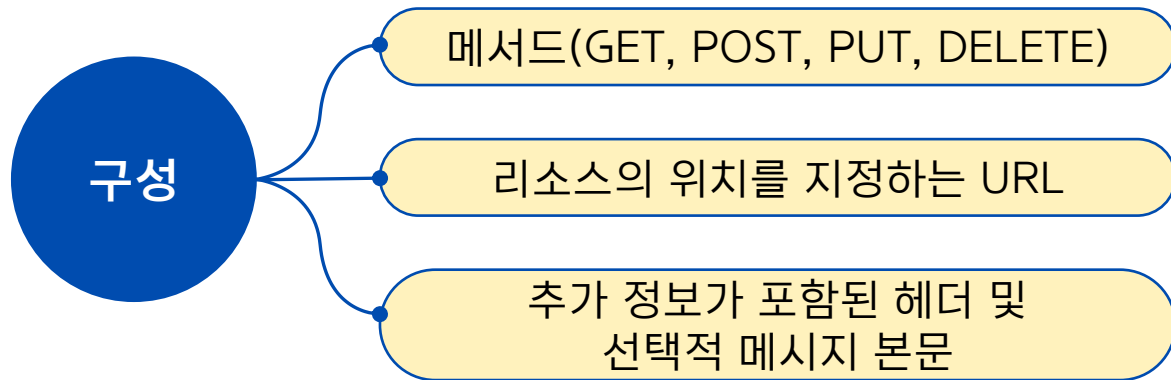 구성
메서드(GET, POST, PUT, DELETE)
리소스의 위치를 지정하는 URL
추가 정보가 포함된 헤더 및
선택적 메시지 본문